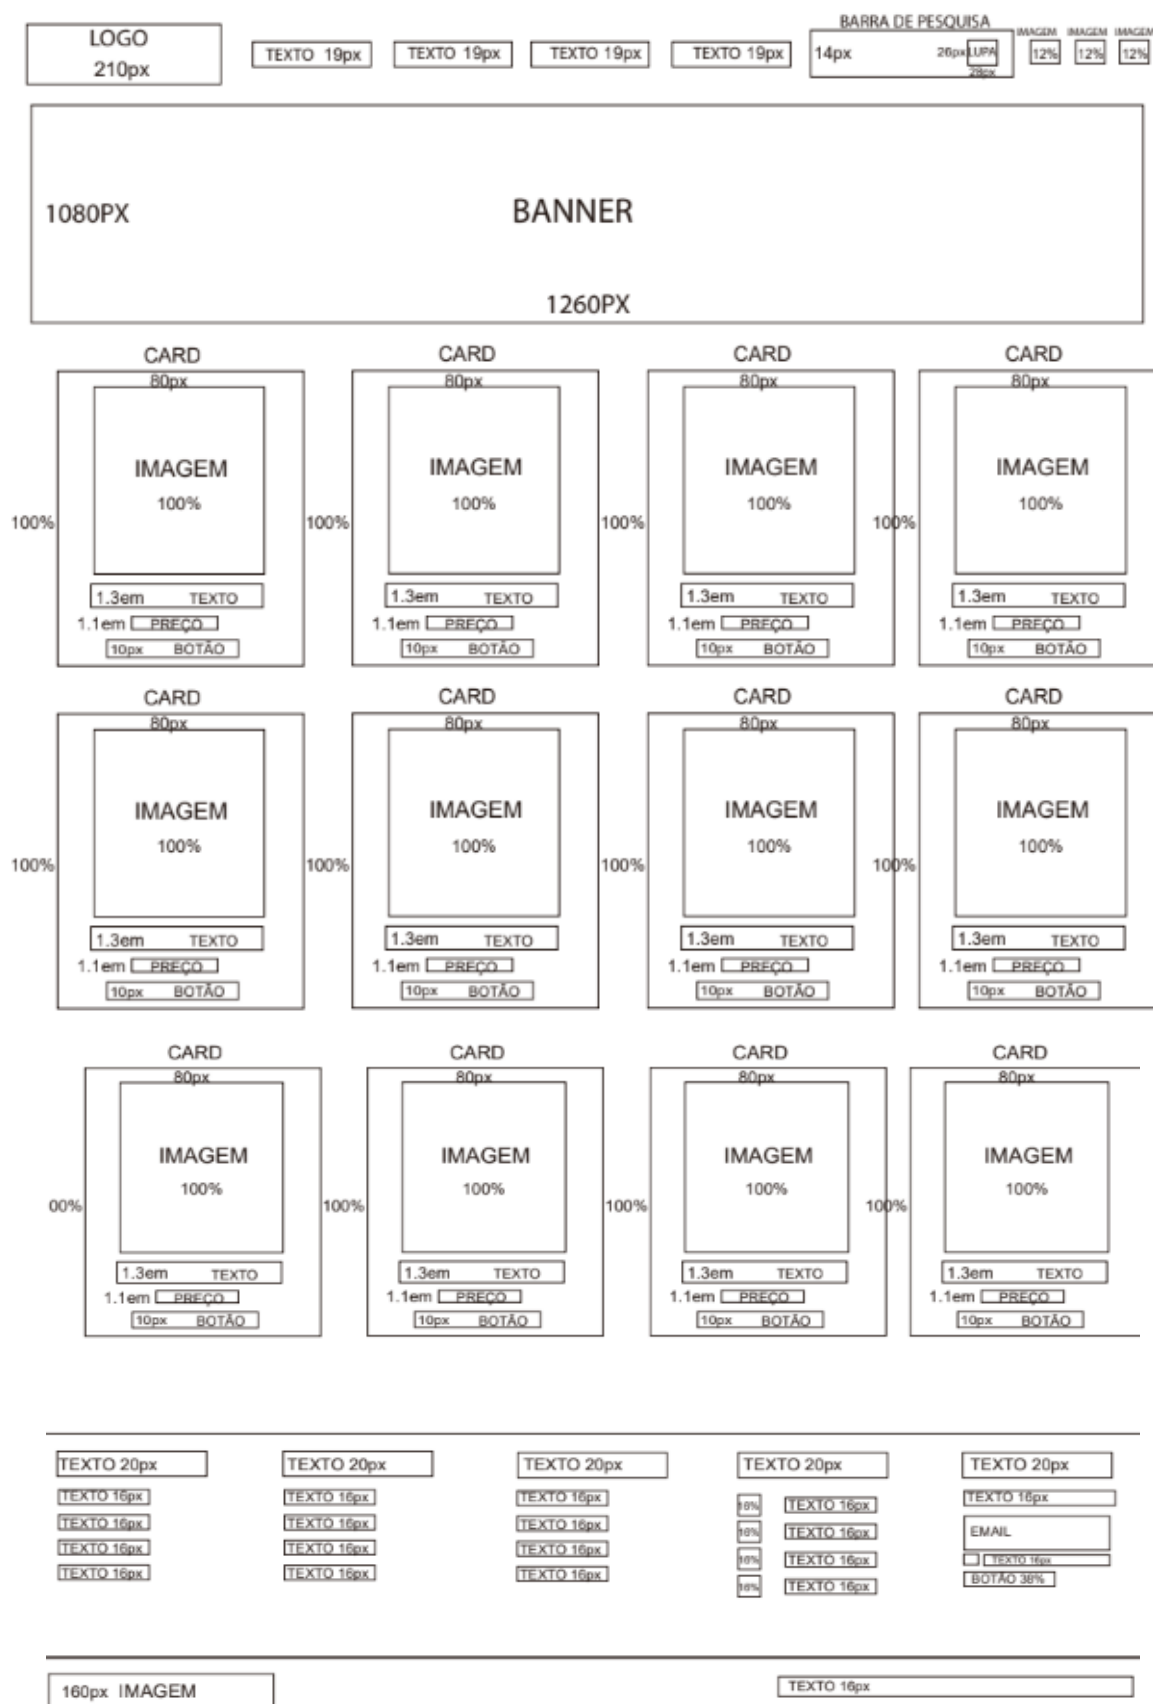 BARRA DE PESQUISA
LOGO
210px
TEXTO 19px TEXTO 19px TEXTO 19px TEXTO 19px 14px 26px LUPA 28px
IMAGEM IMAGEM IMAGEM
12% 12% 12%
1080PX BANNER
1260PX
CARD CARD CARD CARD
80px 80px 80px 80px
IMAGEM IMAGEM IMAGEM IMAGEM
100% 100% 100% 100%
100% 100% 100% 100%
1.3em TEXTO 1.3em TEXTO 1.3em TEXTO 1.3em TEXTO
1.1em PREÇO 1.1em PREÇO 1.1em PREÇO 1.1em PREÇO
10px BOTÃO 10px BOTÃO 10px BOTÃO 10px BOTÃO
CARD CARD CARD CARD
80px 80px 80px 80px
IMAGEM IMAGEM IMAGEM IMAGEM
100% 100% 100% 100%
100% 100% 100% 100%
1.3em TEXTO 1.3em TEXTO 1.3em TEXTO 1.3em TEXTO
1.1em PREÇO 1.1em PREÇO 1.1em PREÇO 1.1em PREÇO
10px BOTÃO 10px BOTÃO 10px BOTÃO 10px BOTÃO
CARD CARD CARD CARD
80px 80px 80px 80px
IMAGEM IMAGEM IMAGEM IMAGEM
100% 100% 100% 100%
00% 100% 100% 100%
1.3em TEXTO 1.3em TEXTO 1.3em TEXTO 1.3em TEXTO
1.1em PREÇO 1.1em PREÇO 1.1em PREÇO 1.1em PREÇO
10px BOTÃO 10px BOTÃO 10px BOTÃO 10px BOTÃO
TEXTO 20px TEXTO 20px TEXTO 20px TEXTO 20px TEXTO 20px
TEXTO 16px TEXTO 16px TEXTO 16px 16% TEXTO 16px TEXTO 16px
TEXTO 16px TEXTO 16px TEXTO 16px 16% TEXTO 16px EMAIL
TEXTO 16px TEXTO 16px TEXTO 16px 16% TEXTO 16px TEXTO 16px
TEXTO 16px TEXTO 16px TEXTO 16px 16% TEXTO 16px BOTÃO 38%
160px IMAGEM TEXTO 16px